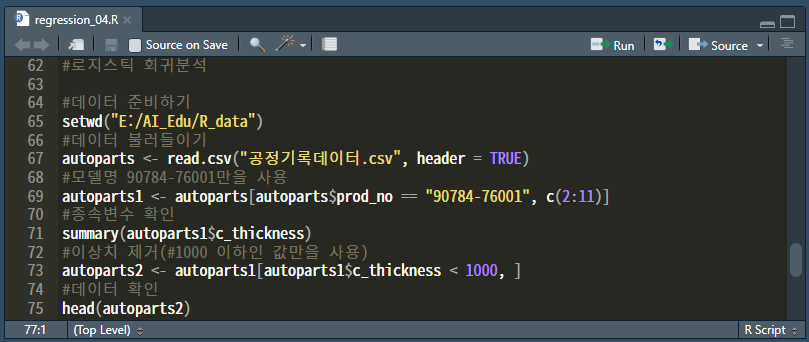 regression_04.R
Source on Save Run Source
62 #로지스틱 회귀분석
63
64 #데이터 준비하기
65 setwd("E:/AI_Edu/R_data")
66 #데이터 불러들이기
67 autoparts <- read.csv("공정기록데이터.csv", header = TRUE)
68 #모델명 90784-76001만을 사용
69 autoparts1 <- autoparts[autoparts$prod_no == "90784-76001", c(2:11)]
70 #종속변수 확인
71 summary(autoparts1$c_thickness)
72 #이상치 제거(#1000 이하인 값만을 사용)
73 autoparts2 <- autoparts1[autoparts1$c_thickness < 1000, ]
74 #데이터 확인
75 head(autoparts2)
77:1 (Top Level) R Script